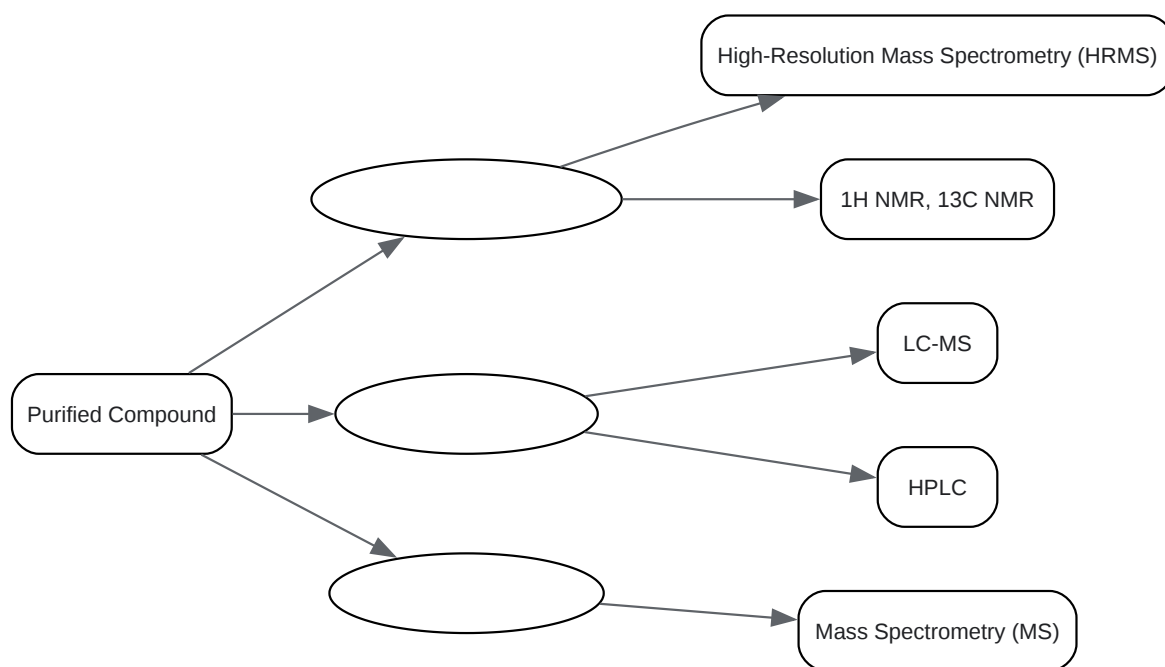 High-Resolution Mass Spectrometry (HRMS)
1H NMR, 13C NMR
LC-MS
Purified Compound
HPLC
Mass Spectrometry (MS)